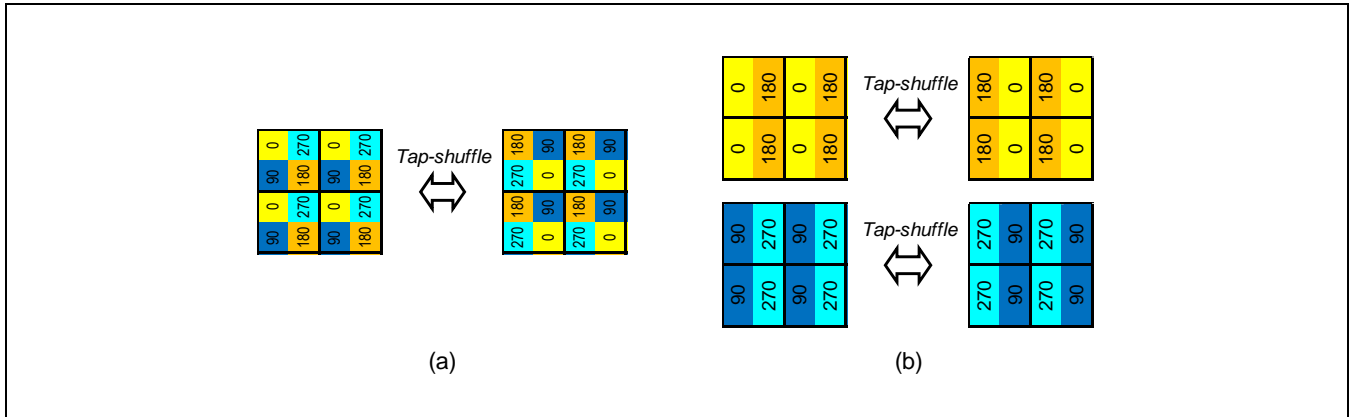 0 270 0 270
90 180 90 180
0 270 0 270
90 180 90 180
Tap-shuffle
180 90 180 90
270 0 270 0
180 90 180 90
270 0 270 0
(a)
0 180 0 180
0 180 0 180
Tap-shuffle
180 0 180 0
180 0 180 0
90 270 90 270
90 270 90 270
Tap-shuffle
270 90 270 90
270 90 270 90
(b)